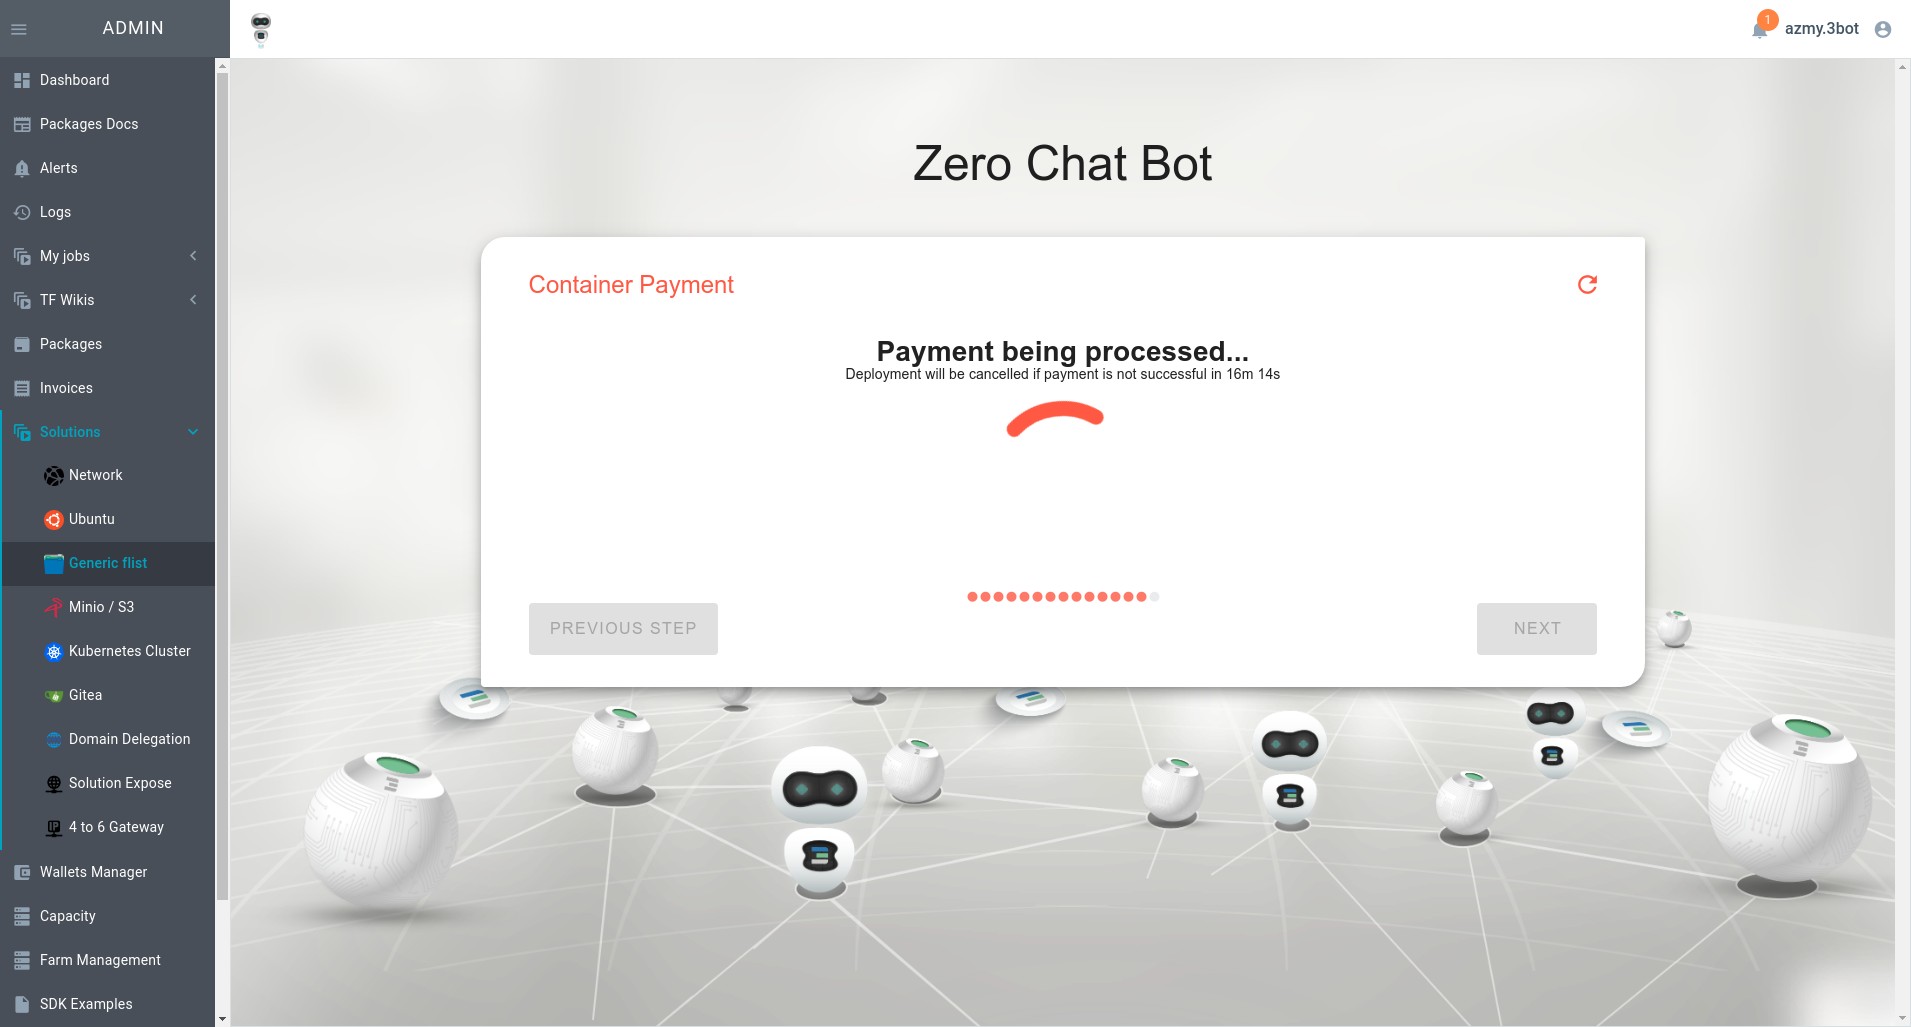 ADMIN
1
azmy.3bot
Dashboard
Packages Docs
Alerts
Logs
My jobs
TF Wikis
Packages
Invoices
Solutions
Network
Ubuntu
Generic flist
Minio / S3
Kubernetes Cluster
Gitea
Domain Delegation
Solution Expose
4 to 6 Gateway
Wallets Manager
Capacity
Farm Management
SDK Examples
Zero Chat Bot
Container Payment
Payment being processed...
Deployment will be cancelled if payment is not successful in 16m 14s
PREVIOUS STEP
NEXT